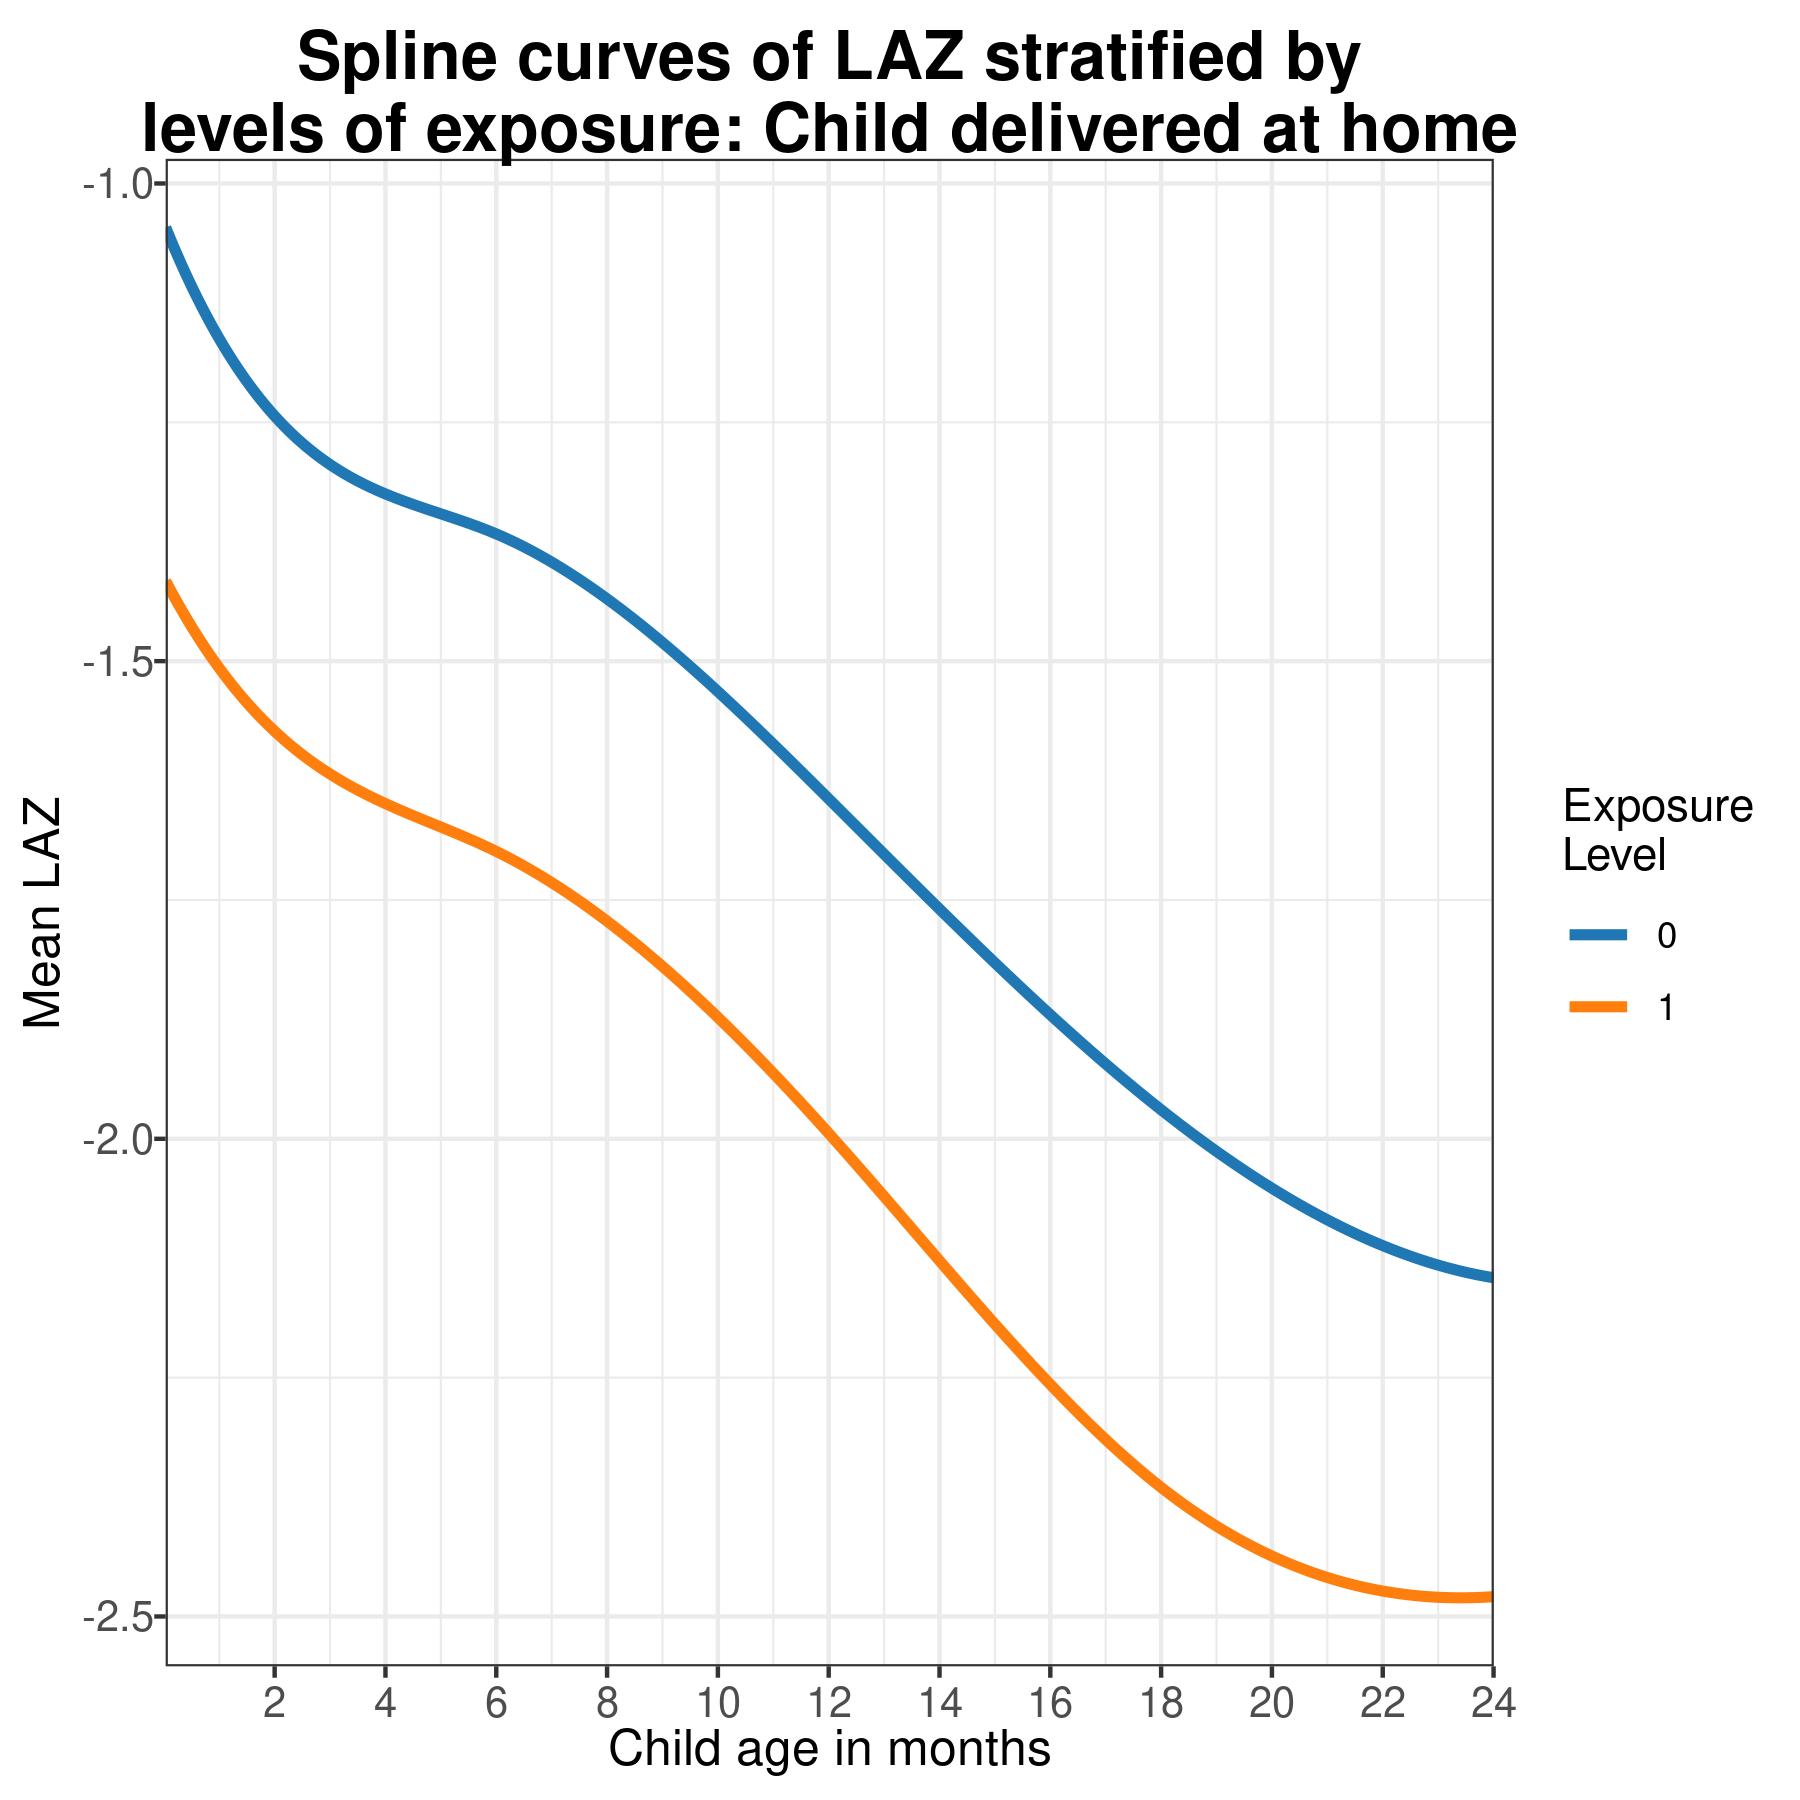 Spline curves of LAZ stratified by
levels of exposure: Child delivered at home
-1.0
-1.5
-2.0
-2.5
Mean LAZ
2 4 6 8 10 12 14 16 18 20 22 24
Child age in months
Exposure
Level
0
1